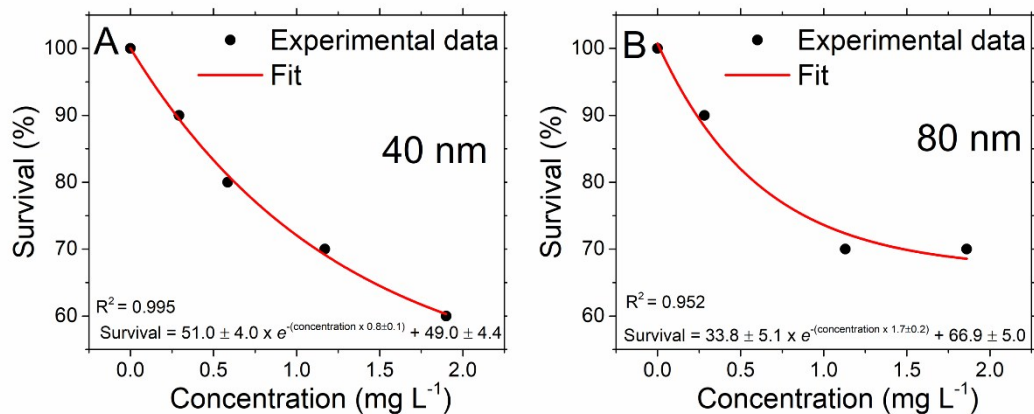 A
Experimental data
Fit
40 nm
Survival (%)
100
90
80
70
60
R² = 0.995
Survival = 51.0 ± 4.0 x e^-(concentration x 0.8±0.1) + 49.0 ± 4.4
0.0 0.5 1.0 1.5 2.0
Concentration (mg L⁻¹)
B
Experimental data
Fit
80 nm
Survival (%)
100
90
80
70
60
R² = 0.952
Survival = 33.8 ± 5.1 x e^-(concentration x 1.7±0.2) + 66.9 ± 5.0
0.0 0.5 1.0 1.5 2.0
Concentration (mg L⁻¹)